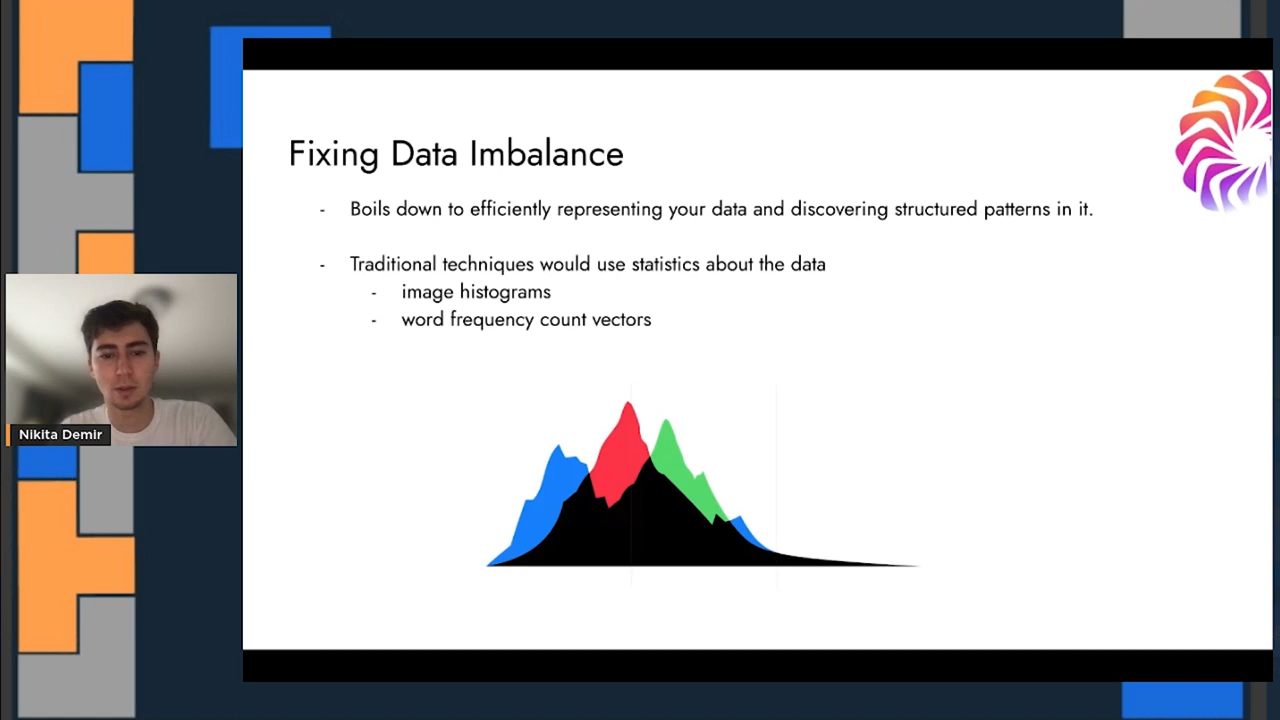 Fixing Data Imbalance
- Boils down to efficiently representing your data and discovering structured patterns in it.
- Traditional techniques would use statistics about the data
- image histograms
- word frequency count vectors
Nikita Demir